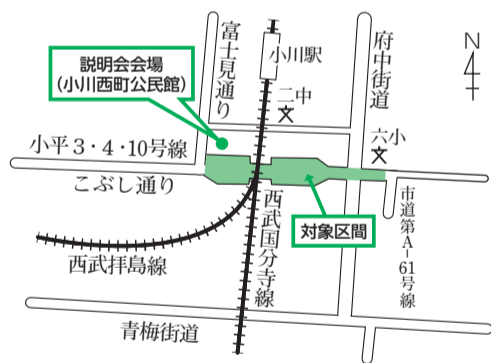 富士見通り
小川駅
府中街道
N
4
説明会会場
(小川西町公民館)
二中
文
六小
文
小平3・4・10号線
こぶし通り
西武国分寺線
対象区間
市道第A-61号線
西武拝島線
青梅街道